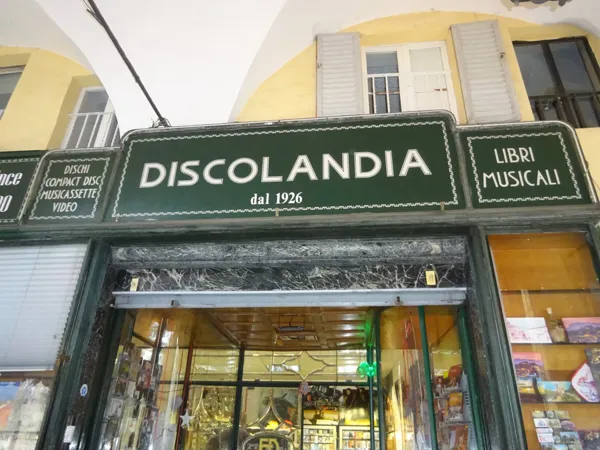 DISCHI
COMPACT DISC
MUSICASSETTE
VIDEO
DISCOLANDIA
dal 1926
LIBRI
MUSICALI